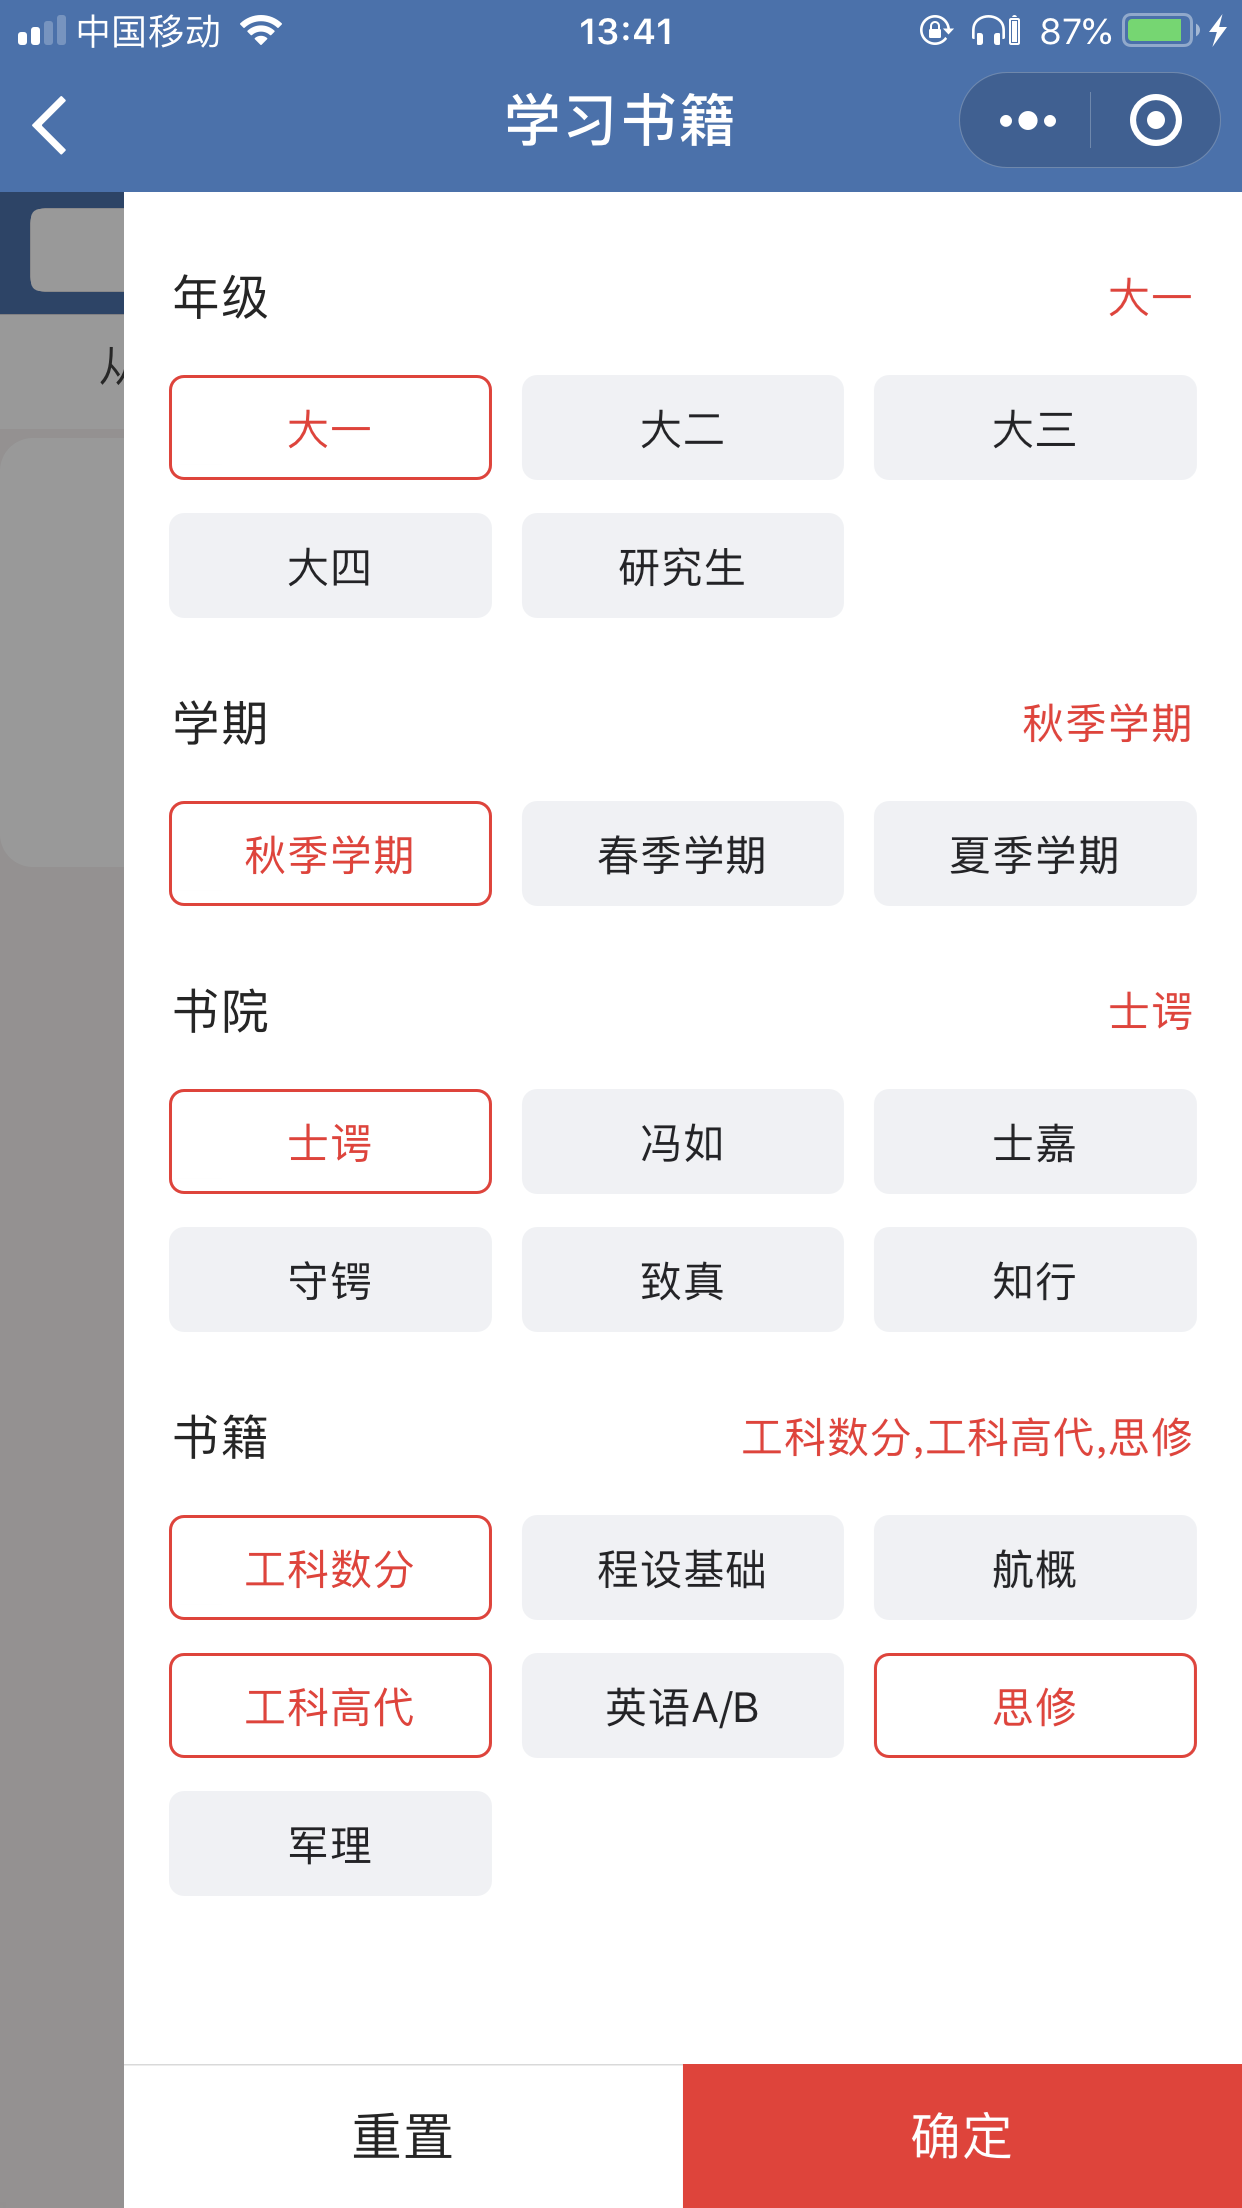 中国移动 13:41 87%
学习书籍
从
年级 大一
大一 大二 大三
大四 研究生
学期 秋季学期
秋季学期 春季学期 夏季学期
书院 士谔
士谔 冯如 士嘉
守锷 致真 知行
书籍 工科数分,工科高代,思修
工科数分 程设基础 航概
工科高代 英语A/B 思修
军理
重置 确定